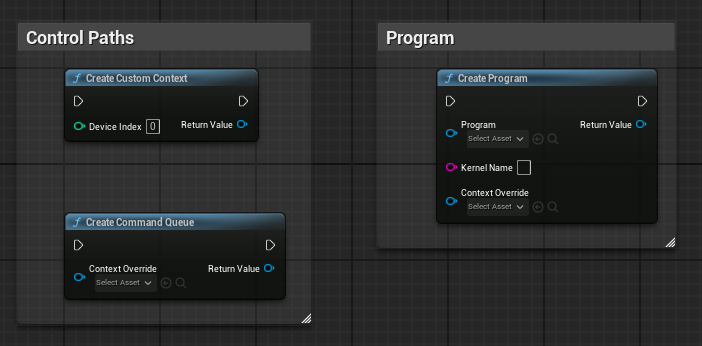 Control Paths
Create Custom Context
Device Index 0
Return Value
Create Command Queue
Context Override
Select Asset
Return Value
Program
Create Program
Program
Select Asset
Return Value
Kernel Name
Context Override
Select Asset